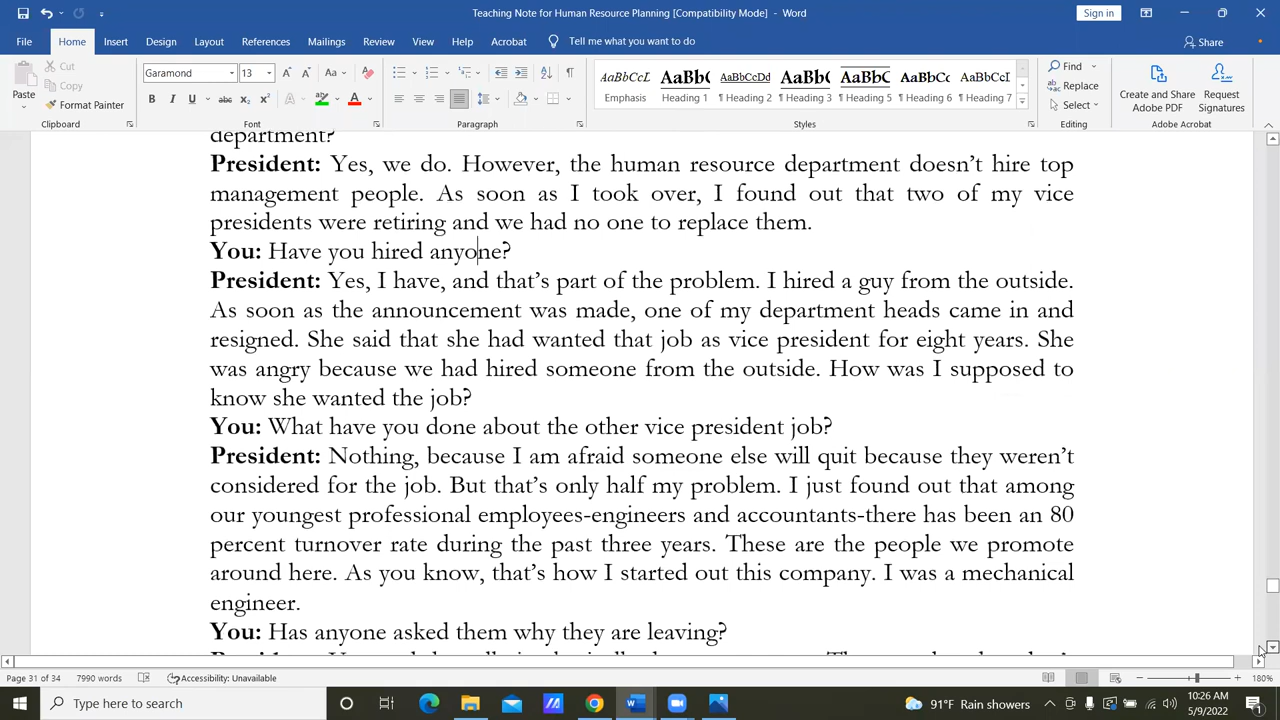 Teaching Note for Human Resource Planning [Compatibility Mode] - Word
Sign in
File Home Insert Design Layout References Mailings Review View Help Acrobat Tell me what you want to do
Share
Paste
Cut
Copy
Format Painter
Clipboard
Garamond 13
Font
Paragraph
AaBbCcL AaBb( AaBbCcDd AaBb( AaBbC AaBbC AaBbCcD
Emphasis Heading 1 ¶ Heading 2 Heading 3 ¶ Heading 5 ¶ Heading 6 ¶ Heading 7
Styles
Find
Replace
Select
Editing
Create and Share
Adobe PDF
Request
Signatures
Adobe Acrobat
department?
President: Yes, we do. However, the human resource department doesn’t hire top
management people. As soon as I took over, I found out that two of my vice
presidents were retiring and we had no one to replace them.
You: Have you hired anyone?
President: Yes, I have, and that’s part of the problem. I hired a guy from the outside.
As soon as the announcement was made, one of my department heads came in and
resigned. She said that she had wanted that job as vice president for eight years. She
was angry because we had hired someone from the outside. How was I supposed to
know she wanted the job?
You: What have you done about the other vice president job?
President: Nothing, because I am afraid someone else will quit because they weren’t
considered for the job. But that’s only half my problem. I just found out that among
our youngest professional employees-engineers and accountants-there has been an 80
percent turnover rate during the past three years. These are the people we promote
around here. As you know, that’s how I started out this company. I was a mechanical
engineer.
You: Has anyone asked them why they are leaving?
Page 31 of 34 7990 words Accessibility: Unavailable
180%
Type here to search
91°F Rain showers
10:26 AM
5/9/2022